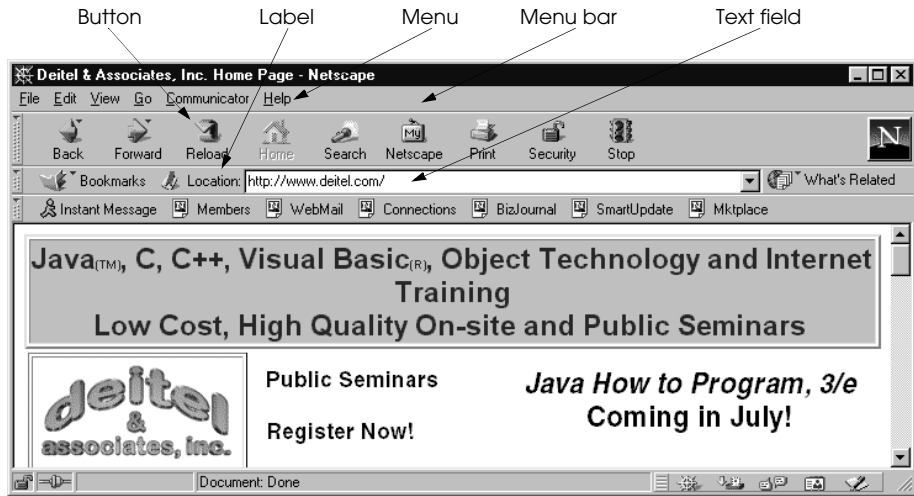 Button Label Menu Menu bar Text field
Deitel & Associates, Inc. Home Page - Netscape
File Edit View Go Communicator Help
Back Forward Reload Home Search My Netscape Print Security Stop N
Bookmarks Location: http://www.deitel.com/ What's Related
Instant Message Members WebMail Connections BizJournal SmartUpdate Mktplace
Java(TM), C, C++, Visual Basic(R), Object Technology and Internet
Training
Low Cost, High Quality On-site and Public Seminars
deitel
&
associates, inc.
Public Seminars
Register Now!
Java How to Program, 3/e
Coming in July!
Document: Done